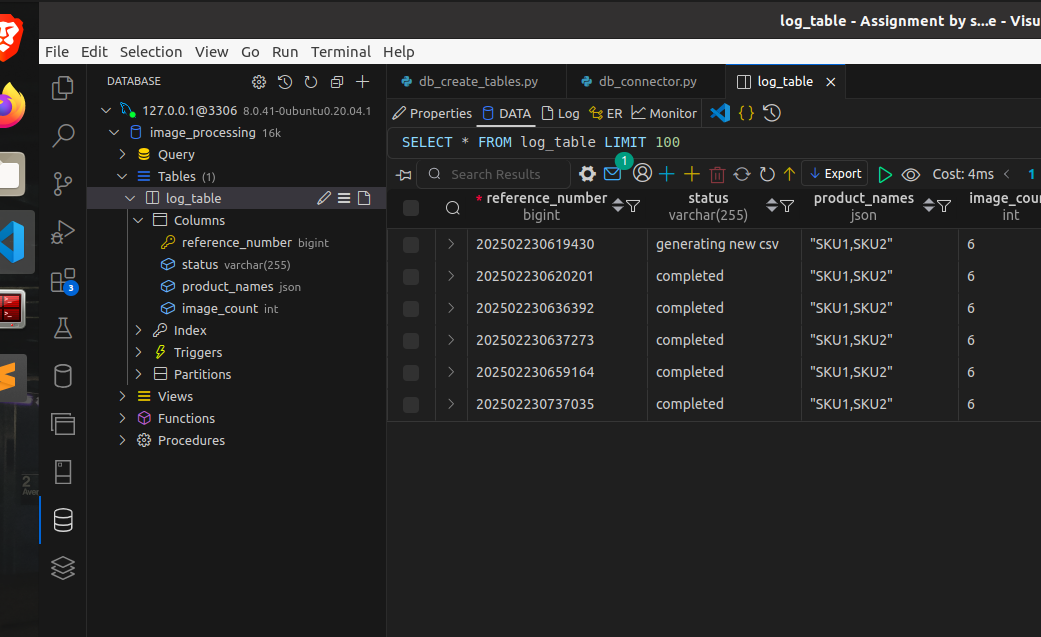 log_table - Assignment by s...e - Visu
File Edit Selection View Go Run Terminal Help
DATABASE
db_create_tables.py db_connector.py log_table
127.0.0.1@3306 8.0.41-0ubuntu0.20.04.1
Properties DATA Log ER Monitor
image_processing 16k
SELECT * FROM log_table LIMIT 100
Query
Tables (1)
1
Search Results Export Cost: 4ms 1
log_table
* reference_number status product_names image_cou
bigint varchar(255) json int
Columns
reference_number bigint
status varchar(255)
product_names json
image_count int
Index
Triggers
Partitions
Views
Functions
Procedures
3
202502230619430 generating new csv "SKU1,SKU2" 6
202502230620201 completed "SKU1,SKU2" 6
202502230636392 completed "SKU1,SKU2" 6
202502230637273 completed "SKU1,SKU2" 6
202502230659164 completed "SKU1,SKU2" 6
202502230737035 completed "SKU1,SKU2" 6
2
Aver